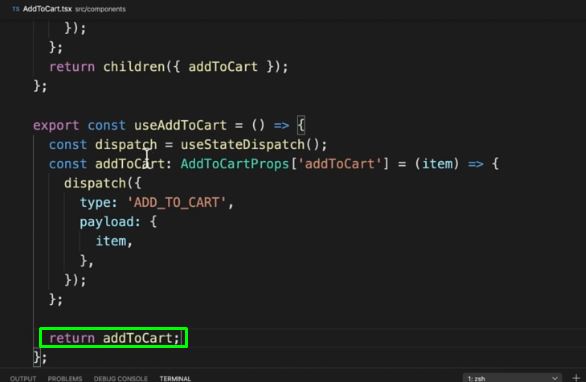 TS AddToCart.tsx src/components
});
};
return children({ addToCart });
};
export const useAddToCart = () => {
const dispatch = useStateDispatch();
const addToCart: AddToCartProps['addToCart'] = (item) => {
dispatch({
type: 'ADD_TO_CART',
payload: {
item,
},
});
};
return addToCart;
};
OUTPUT PROBLEMS DEBUG CONSOLE TERMINAL 1: zsh